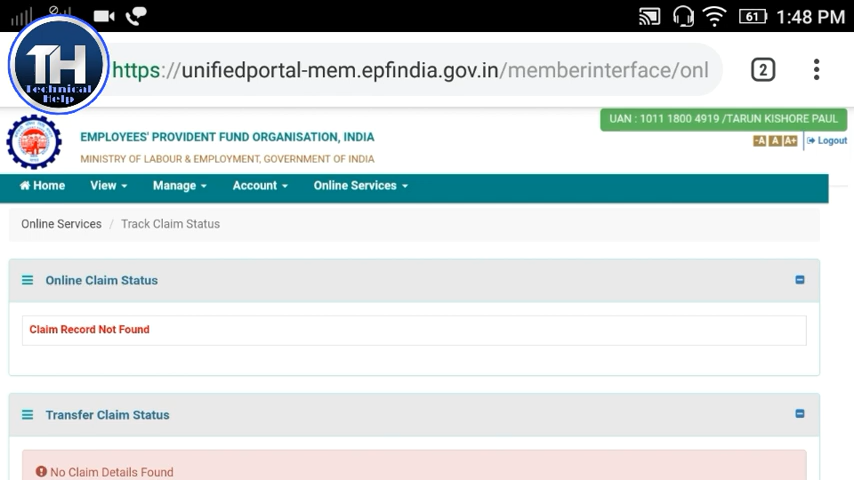 61 1:48 PM
TH
Technical
Help
https://unifiedportal-mem.epfindia.gov.in/memberinterface/onl
2
UAN : 1011 1800 4919 /TARUN KISHORE PAUL
EMPLOYEES' PROVIDENT FUND ORGANISATION, INDIA
-A A A+ Logout
MINISTRY OF LABOUR & EMPLOYMENT, GOVERNMENT OF INDIA
Home View Manage Account Online Services
Online Services / Track Claim Status
Online Claim Status
Claim Record Not Found
Transfer Claim Status
No Claim Details Found